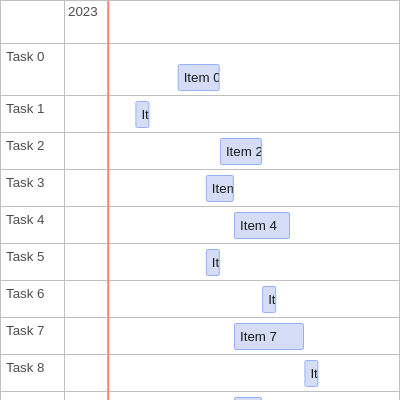 2023
Task 0
Item 0
Task 1
It
Task 2
Item 2
Task 3
Item
Task 4
Item 4
Task 5
It
Task 6
It
Task 7
Item 7
Task 8
It